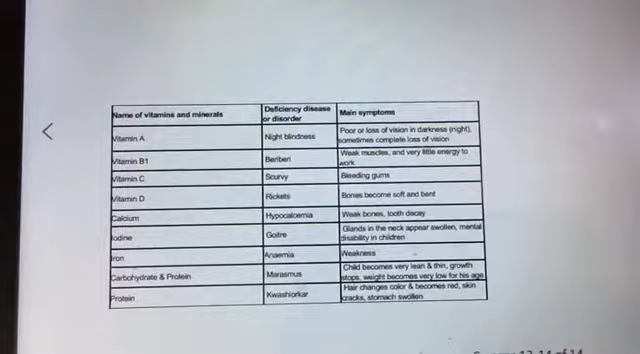 Name of vitamins and minerals
Deficiency disease
or disorder
Main symptoms
Vitamin A
Night blindness
Poor or loss of vision in darkness (night),
sometimes complete loss of vision
Vitamin B1
Beriberi
Weak muscles, and very little energy to
work
Vitamin C
Scurvy
Bleeding gums
Vitamin D
Rickets
Bones become soft and bent
Calcium
Hypocalcemia
Weak bones, tooth decay
Iodine
Goitre
Glands in the neck appear swollen, mental
disability in children
Iron
Anaemia
Weakness
Carbohydrate & Protein
Marasmus
Child becomes very lean & thin, growth
stops, weight becomes very low for his age
Protein
Kwashiorkar
Hair changes color & becomes red, skin
cracks, stomach swollen